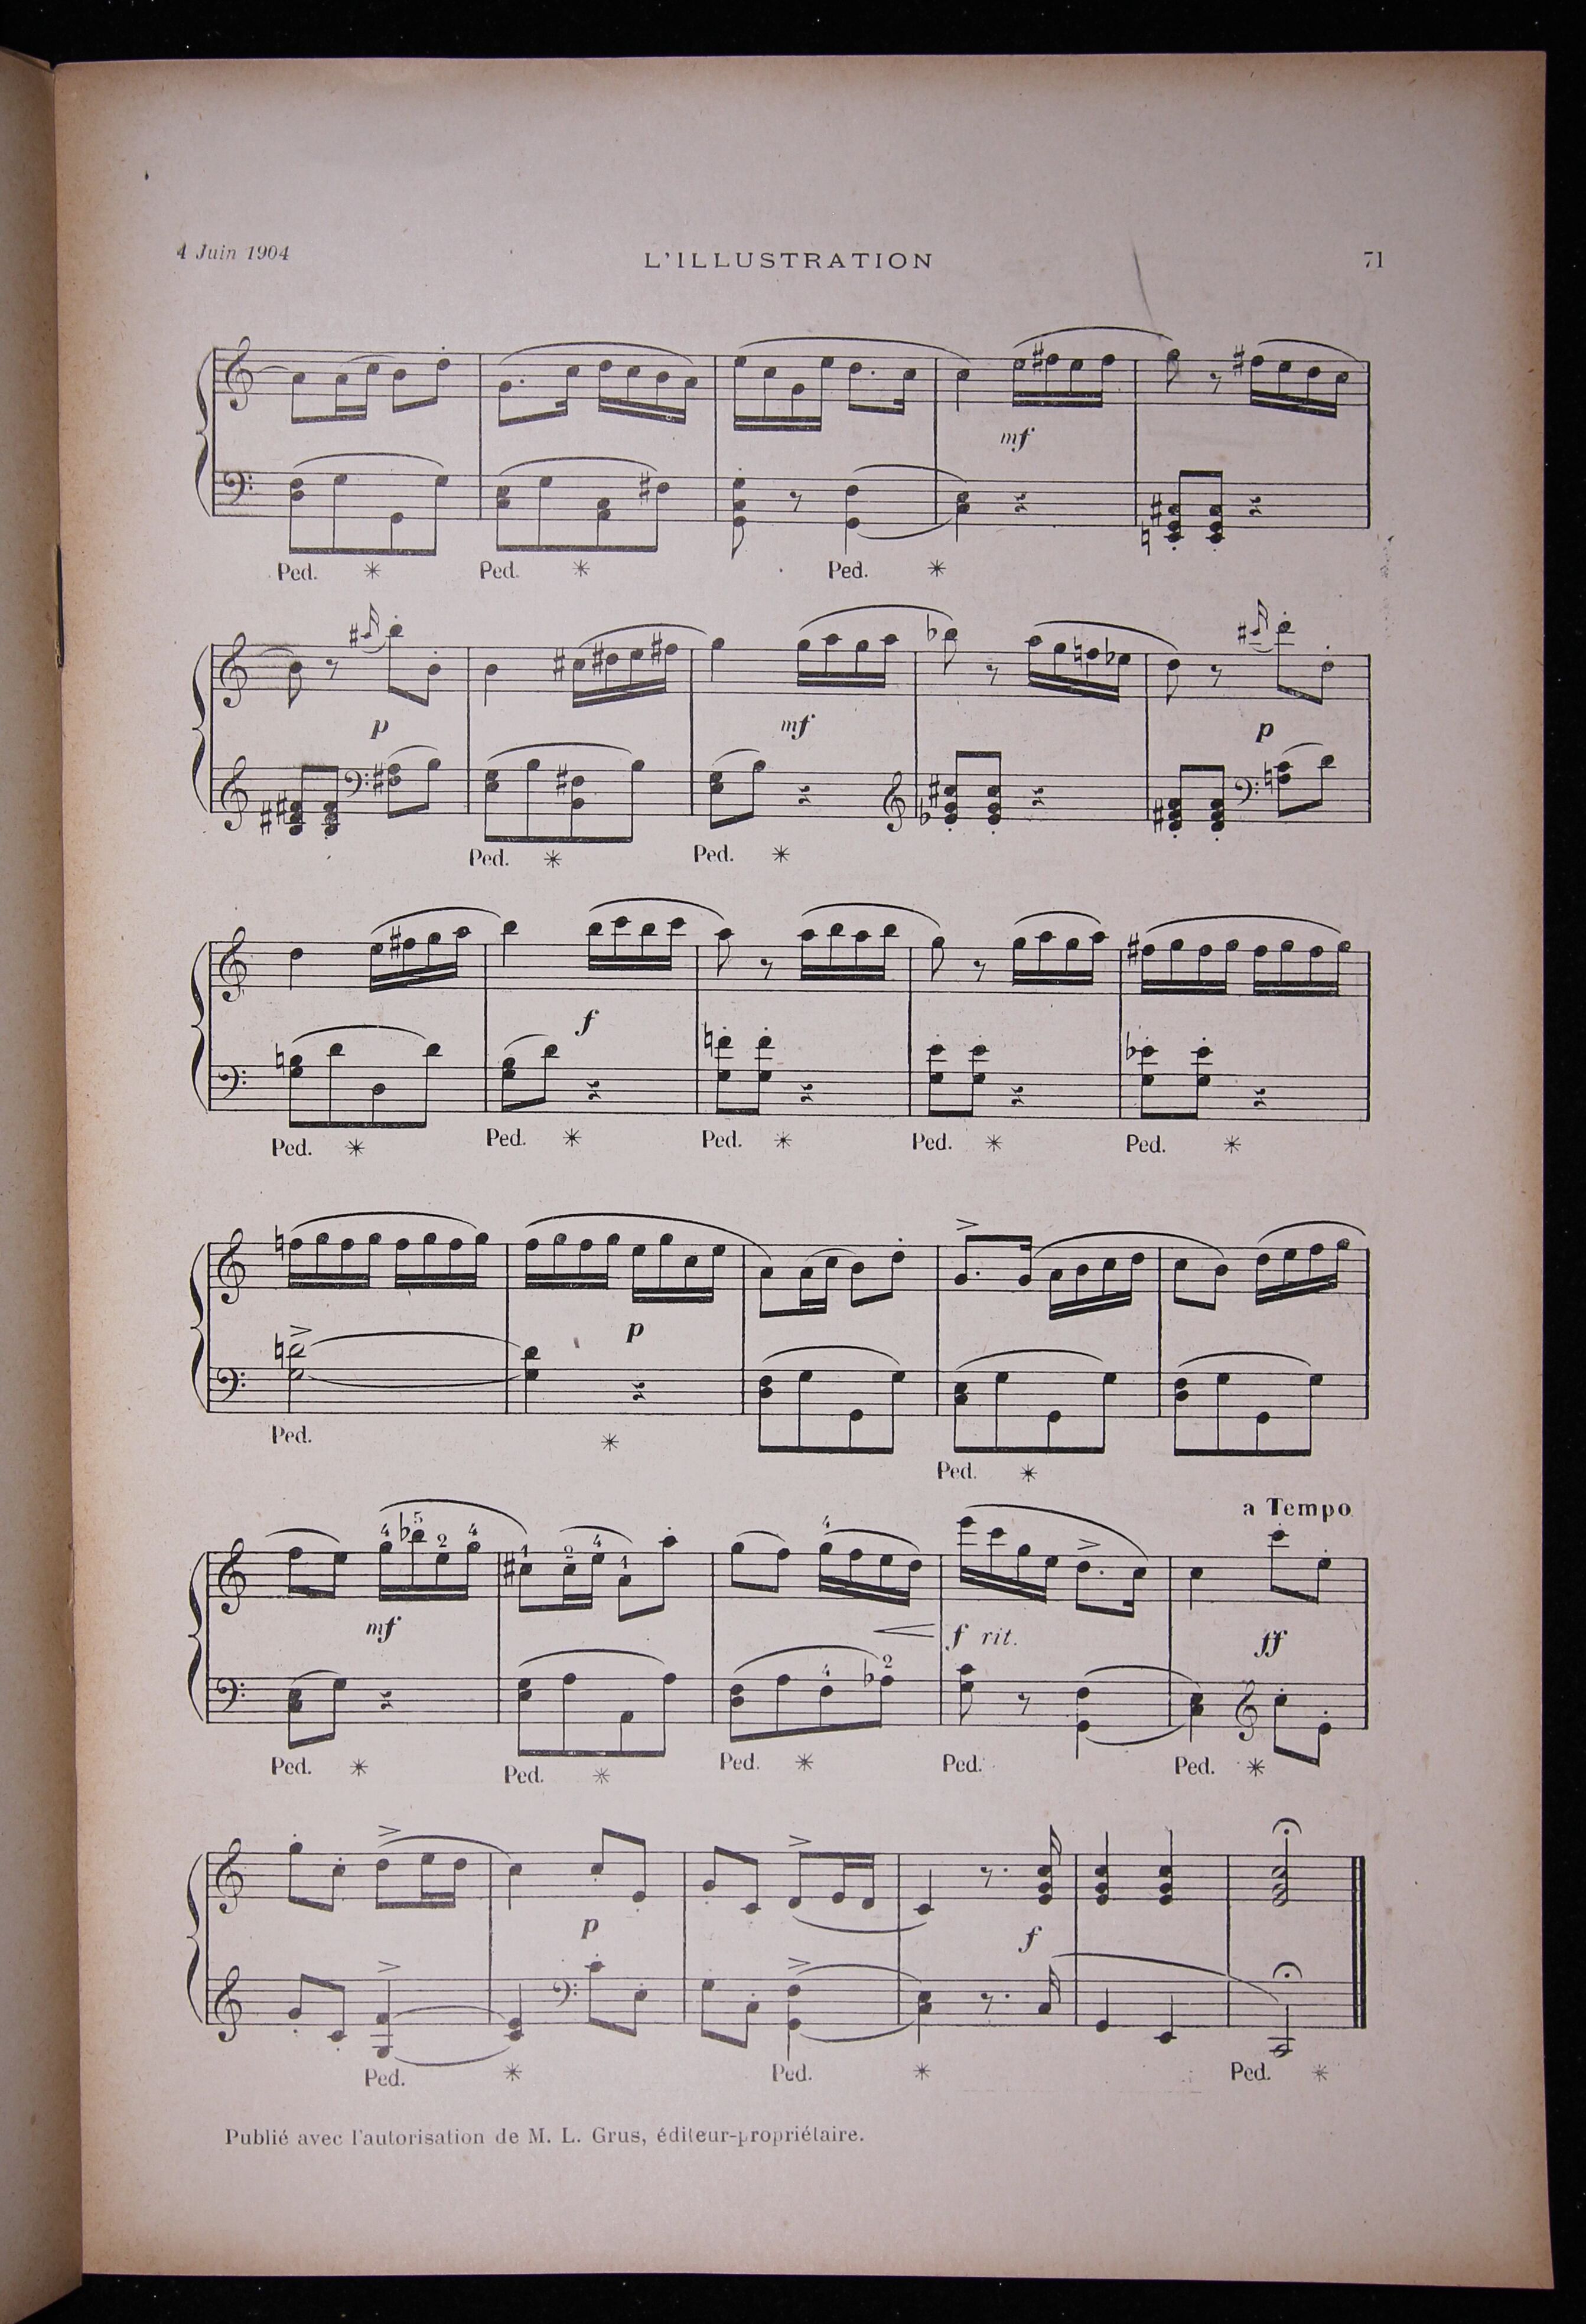 4 Juin 1904
L'ILLUSTRATION
71
mf
Ped. * Ped. * Ped. *
p mf p
Ped. * Ped. *
f
Ped. * Ped. * Ped. * Ped. * Ped. *
p
Ped. *
Ped. *
a Tempo
4 5 2 4 1 2 4 1 4
mf f rit. ff
4 2
Ped. * Ped. * Ped. * Ped. Ped. *
p f
Ped. * Ped. * Ped. *
Publié avec l'autorisation de M. L. Grus, éditeur-propriétaire.